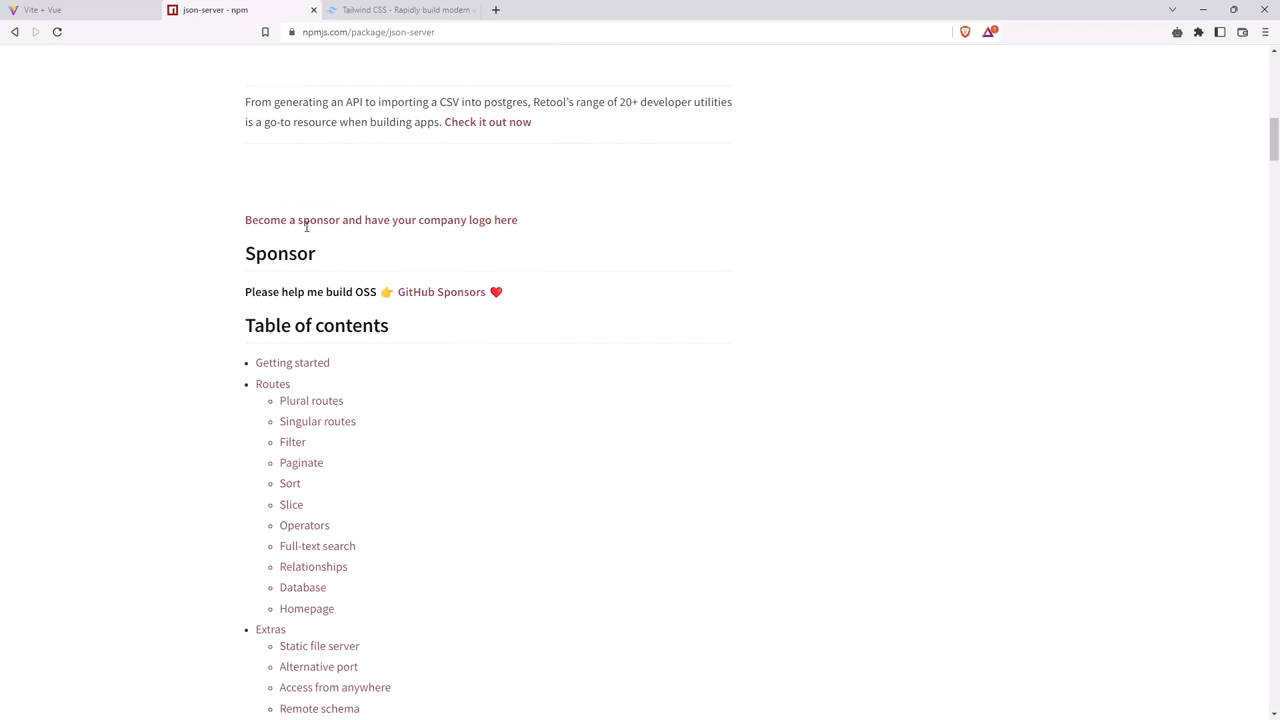 Vite + Vue
json-server - npm
Tailwind CSS - Rapidly build modern
npmjs.com/package/json-server
1
From generating an API to importing a CSV into postgres, Retool's range of 20+ developer utilities
is a go-to resource when building apps. Check it out now
Become a sponsor and have your company logo here
Sponsor
Please help me build OSS 👉 GitHub Sponsors ❤️
Table of contents
Getting started
Routes
Plural routes
Singular routes
Filter
Paginate
Sort
Slice
Operators
Full-text search
Relationships
Database
Homepage
Extras
Static file server
Alternative port
Access from anywhere
Remote schema